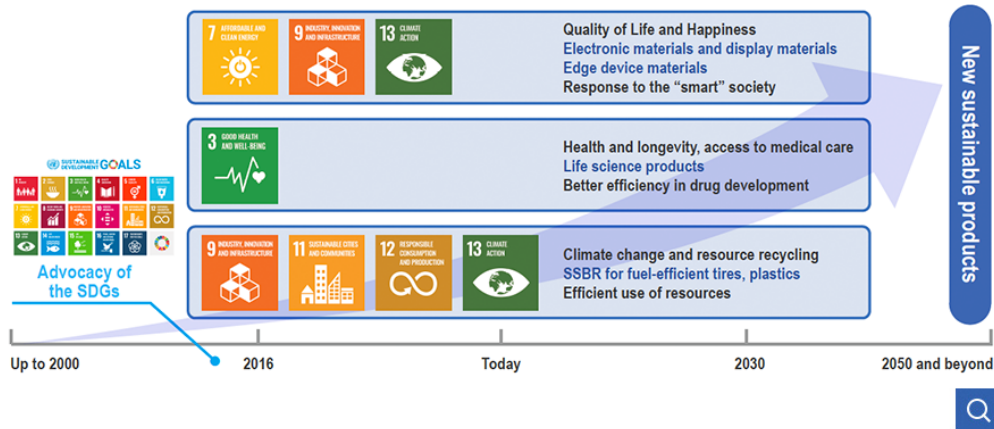 7 AFFORDABLE AND
CLEAN ENERGY
9 INDUSTRY, INNOVATION
AND INFRASTRUCTURE
13 CLIMATE
ACTION
Quality of Life and Happiness
Electronic materials and display materials
Edge device materials
Response to the “smart” society
3 GOOD HEALTH
AND WELL-BEING
Health and longevity, access to medical care
Life science products
Better efficiency in drug development
9 INDUSTRY, INNOVATION
AND INFRASTRUCTURE
11 SUSTAINABLE CITIES
AND COMMUNITIES
12 RESPONSIBLE
CONSUMPTION
AND PRODUCTION
13 CLIMATE
ACTION
Climate change and resource recycling
SSBR for fuel-efficient tires, plastics
Efficient use of resources
New sustainable products
SUSTAINABLE
DEVELOPMENT
GOALS
Advocacy of
the SDGs
Up to 2000
2016
Today
2030
2050 and beyond